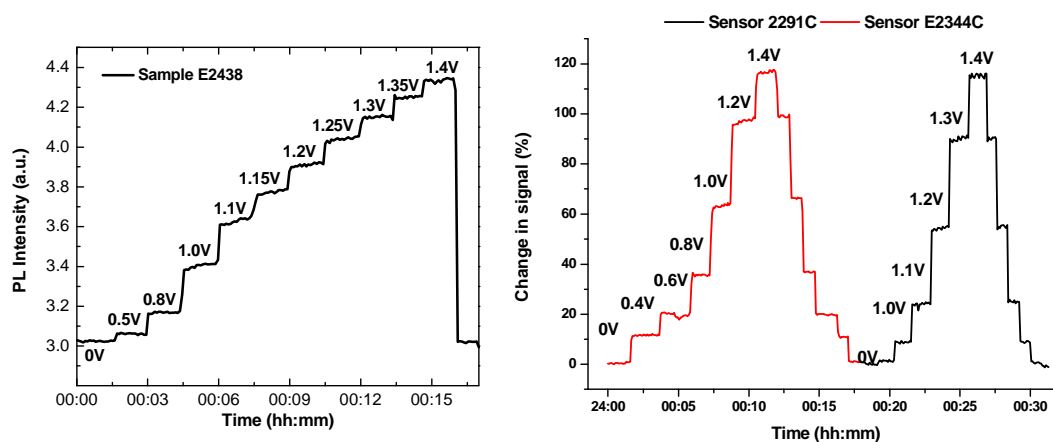 Sample E2438
PL Intensity (a.u.)
4.4
4.2
4.0
3.8
3.6
3.4
3.2
3.0
2.8
0V
0.5V
0.8V
1.0V
1.1V
1.15V
1.2V
1.25V
1.3V
1.35V
1.4V
00:00 00:03 00:06 00:09 00:12 00:15
Time (hh:mm)
Sensor 2291C Sensor E2344C
Change in signal (%)
120
100
80
60
40
20
0
0V
0.4V
0.6V
0.8V
1.0V
1.2V
1.4V
0V
1.0V
1.1V
1.2V
1.3V
1.4V
24:00 00:05 00:10 00:15 00:20 00:25 00:30
Time (hh:mm)